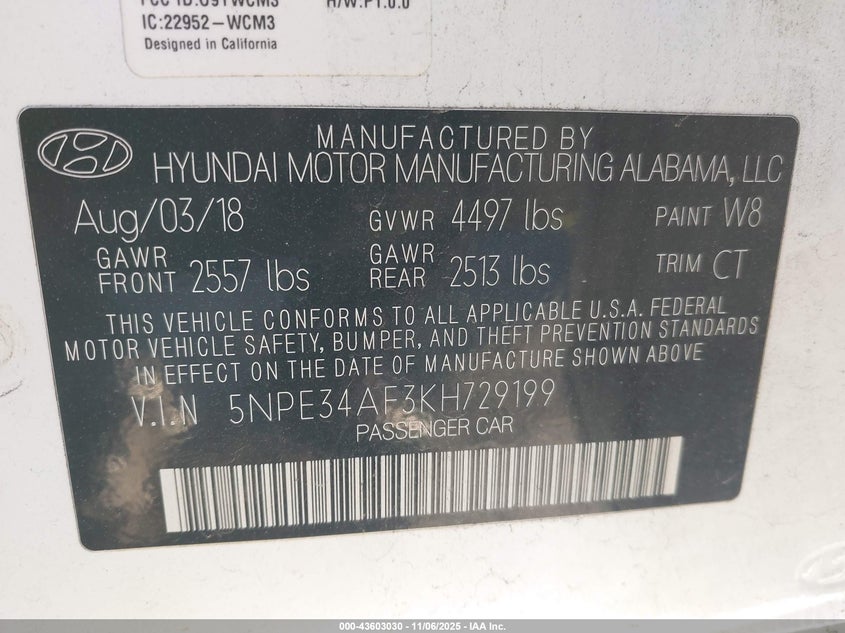 IC:22952-WCM3
Designed in California
MANUFACTURED BY
HYUNDAI MOTOR MANUFACTURING ALABAMA, LLC
Aug/03/18 GVWR 4497 lbs PAINT W8
GAWR FRONT 2557 lbs GAWR REAR 2513 lbs TRIM CT
THIS VEHICLE CONFORMS TO ALL APPLICABLE U.S.A. FEDERAL
MOTOR VEHICLE SAFETY, BUMPER, AND THEFT PREVENTION STANDARDS
IN EFFECT ON THE DATE OF MANUFACTURE SHOWN ABOVE
V.I.N 5NPE34AF3KH729199
PASSENGER CAR
000-43603030 - 11/06/2025 - IAA Inc.